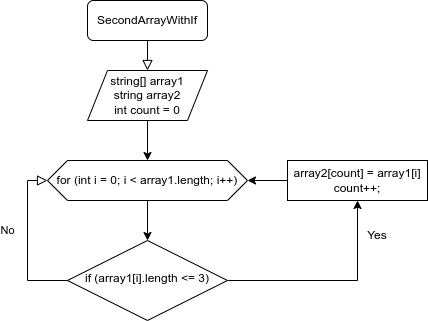 SecondArrayWithIf
string[] array1
string array2
int count = 0
for (int i = 0; i < array1.length; i++)
array2[count] = array1[i]
count++;
No
Yes
if (array1[i].length <= 3)